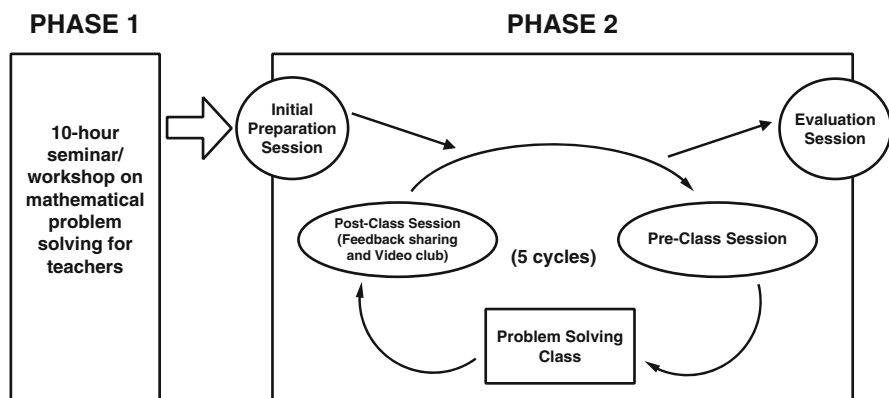 PHASE 1
10-hour
seminar/
workshop on
mathematical
problem
solving for
teachers
PHASE 2
Initial
Preparation
Session
Evaluation
Session
Post-Class Session
(Feedback sharing
and Video club)
(5 cycles)
Pre-Class Session
Problem Solving
Class